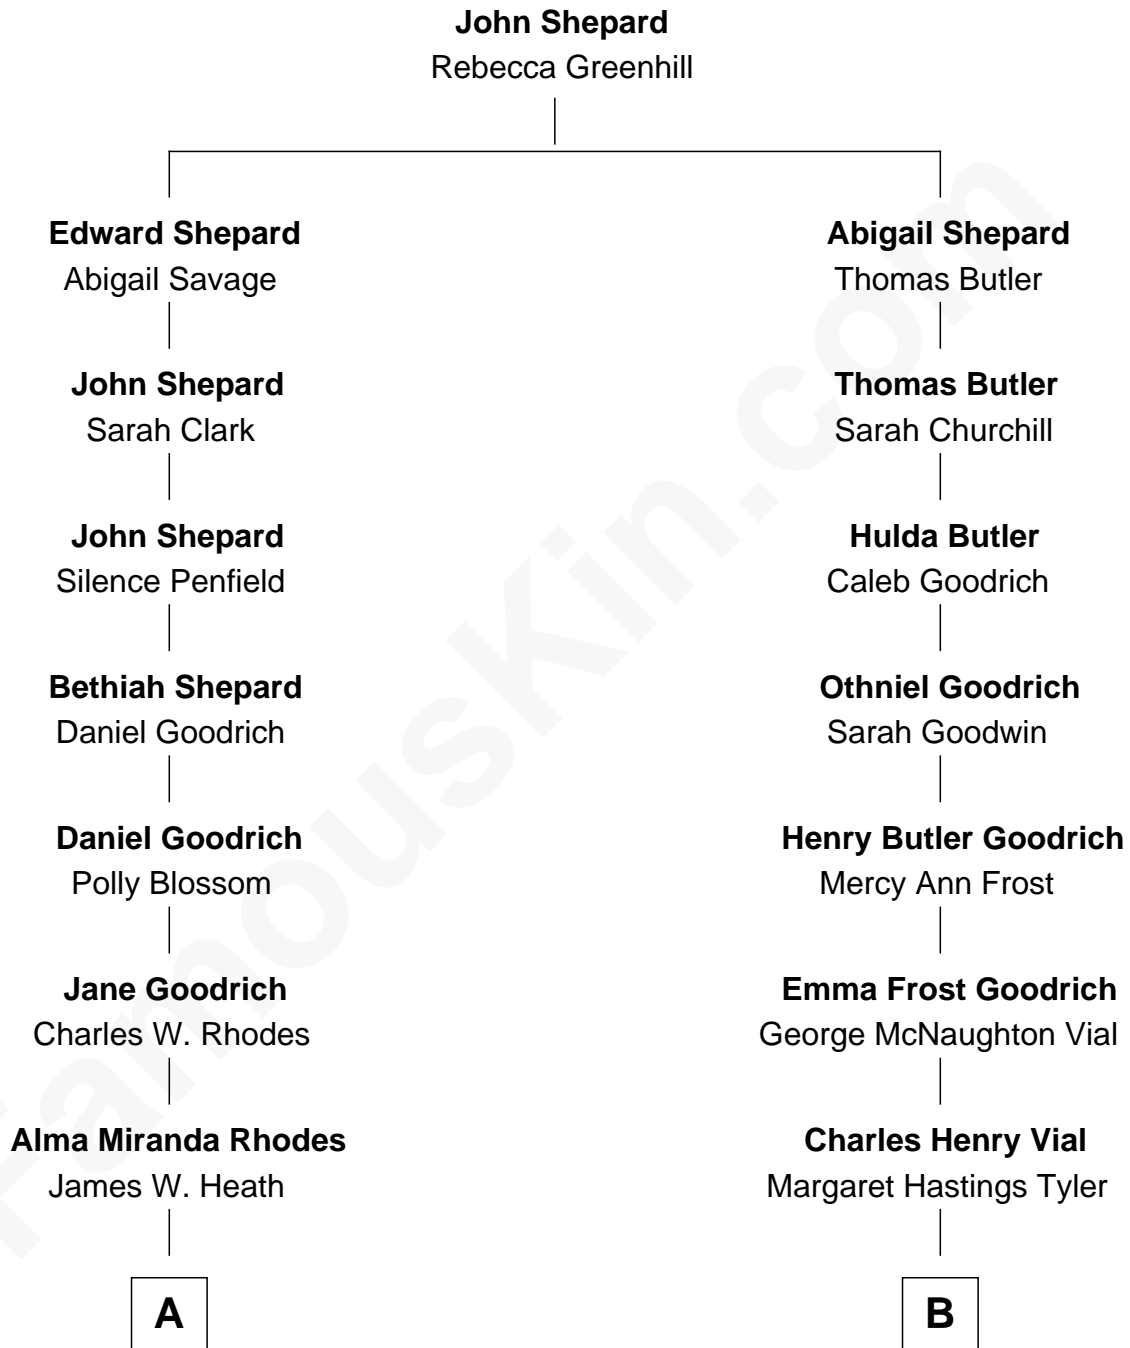 John Shepard
Rebecca Greenhill
Edward Shepard
Abigail Savage
Abigail Shepard
Thomas Butler
John Shepard
Sarah Clark
Thomas Butler
Sarah Churchill
John Shepard
Silence Penfield
Hulda Butler
Caleb Goodrich
Bethiah Shepard
Daniel Goodrich
Othniel Goodrich
Sarah Goodwin
Daniel Goodrich
Polly Blossom
Henry Butler Goodrich
Mercy Ann Frost
Jane Goodrich
Charles W. Rhodes
Emma Frost Goodrich
George McNaughton Vial
Alma Miranda Rhodes
James W. Heath
Charles Henry Vial
Margaret Hastings Tyler
A
B
FamousKin.com